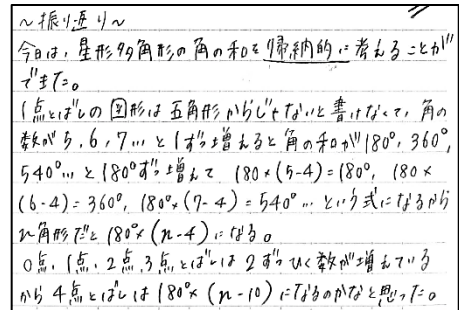 ～振り返り～
今日は、星形多角形の角の和を帰納的に考えることが
できた。
1点とばしの図形は五角形からじゃないと書けなくて、角の
数が5,6,7…と1ずつ増えると角の和が180°,360°,
540°…と180°ずつ増えて 180×(5-4)=180°, 180×
(6-4)=360°, 180°×(7-4)=540°…という式になるから
n角形だと180°×(n-4)になる。
0点,1点,2点,3点とばしは2ずつひく数が増えている
から4点とばしは180°×(n-10)になるのかなと思った。